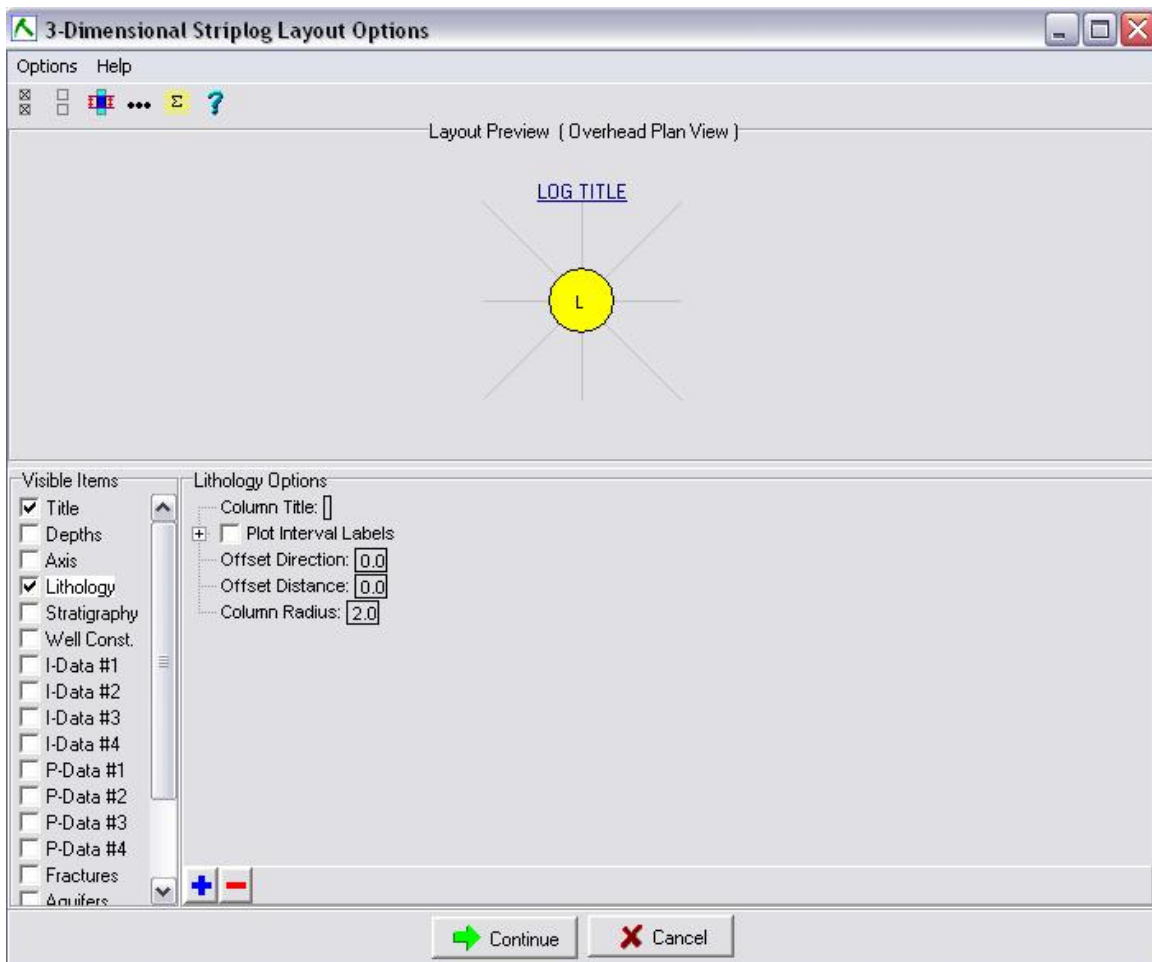 3-Dimensional Striplog Layout Options
Options Help
Σ ?
Layout Preview ( Overhead Plan View )
LOG TITLE
L
Visible Items
Title
Depths
Axis
Lithology
Stratigraphy
Well Const.
I-Data #1
I-Data #2
I-Data #3
I-Data #4
P-Data #1
P-Data #2
P-Data #3
P-Data #4
Fractures
Aquifers
Lithology Options
Column Title: []
Plot Interval Labels
Offset Direction: 0.0
Offset Distance: 0.0
Column Radius: 2.0
Continue
Cancel